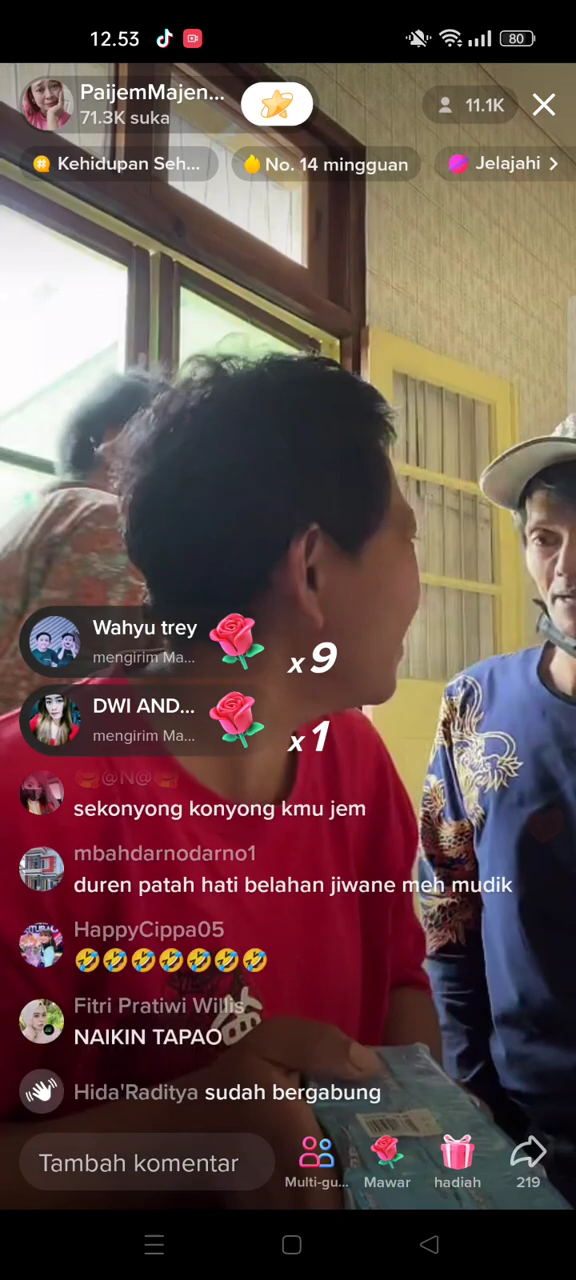 12.53
80
PaijemMajen...
71.3K suka
11.1K
Kehidupan Seh...
No. 14 mingguan
Jelajahi
Wahyu trey
mengirim Ma...
x9
DWI AND...
mengirim Ma...
x1
@N@
sekonyong konyong kmu jem
mbahdarnodarno1
duren patah hati belahan jiwane meh mudik
HappyCippa05
🤣🤣🤣🤣🤣🤣🤣
Fitri Pratiwi Willis
NAIKIN TAPAO
Hida'Raditya sudah bergabung
Tambah komentar
Multi-gu...
Mawar
hadiah
219